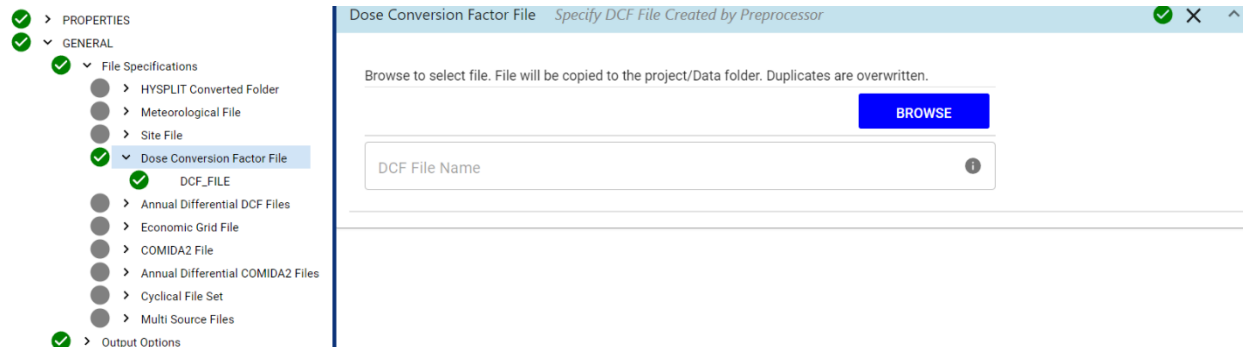 PROPERTIES
GENERAL
File Specifications
HYSPLIT Converted Folder
Meteorological File
Site File
Dose Conversion Factor File
DCF_FILE
Annual Differential DCF Files
Economic Grid File
COMIDA2 File
Annual Differential COMIDA2 Files
Cyclical File Set
Multi Source Files
Output Options
Dose Conversion Factor File Specify DCF File Created by Preprocessor
Browse to select file. File will be copied to the project/Data folder. Duplicates are overwritten.
BROWSE
DCF File Name